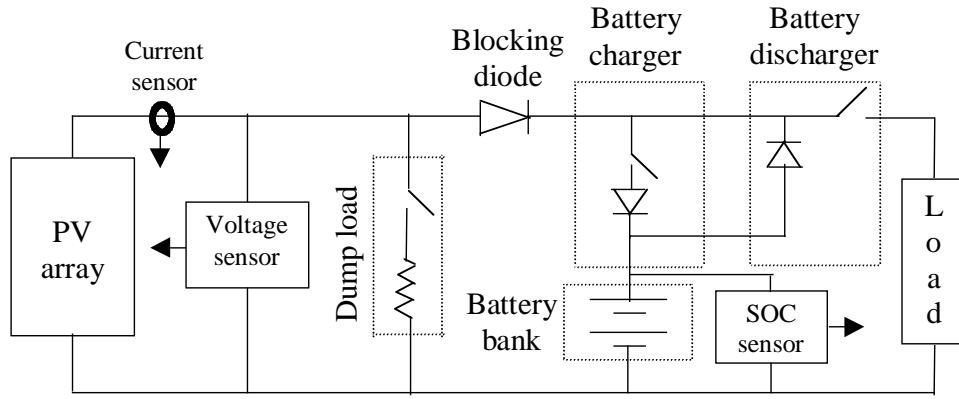 Current
sensor
Blocking
diode
Battery
charger
Battery
discharger
PV
array
Voltage
sensor
Dump load
Battery
bank
SOC
sensor
L
o
a
d